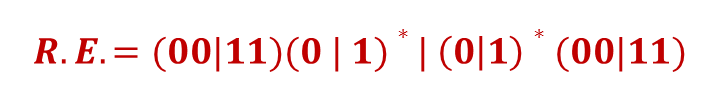 R. E. = (00|11)(0 | 1) * | (0|1) * (00|11)